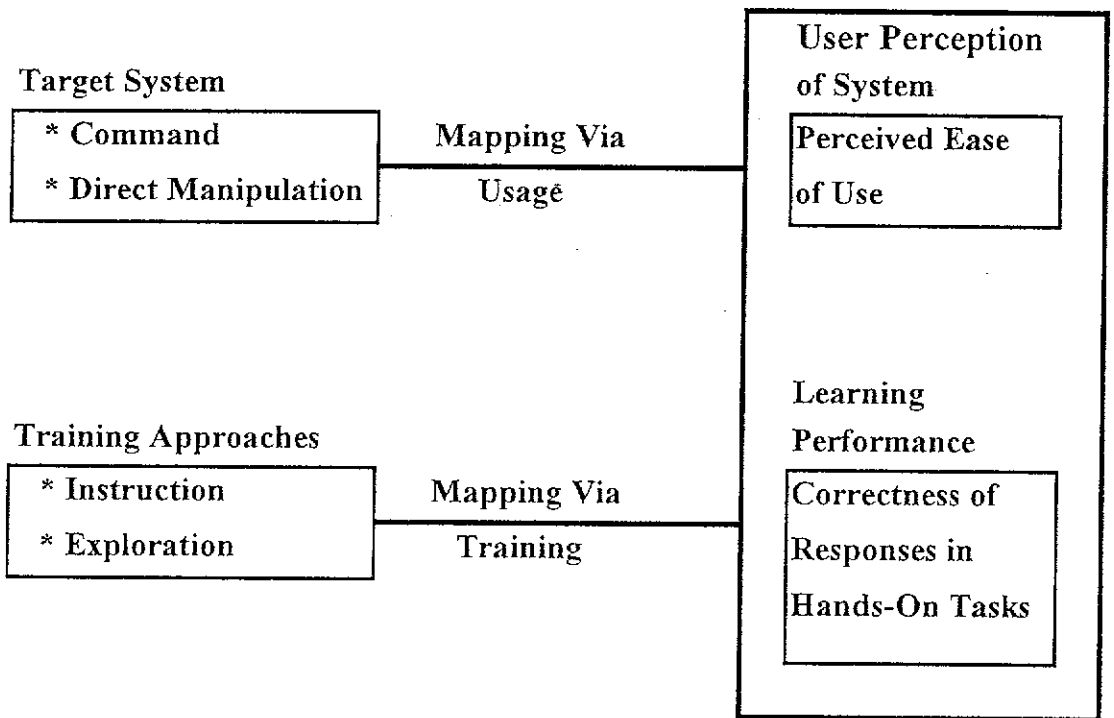 Target System
* Command
* Direct Manipulation
Mapping Via
Usage
User Perception
of System
Perceived Ease
of Use
Training Approaches
* Instruction
* Exploration
Mapping Via
Training
Learning
Performance
Correctness of
Responses in
Hands-On Tasks